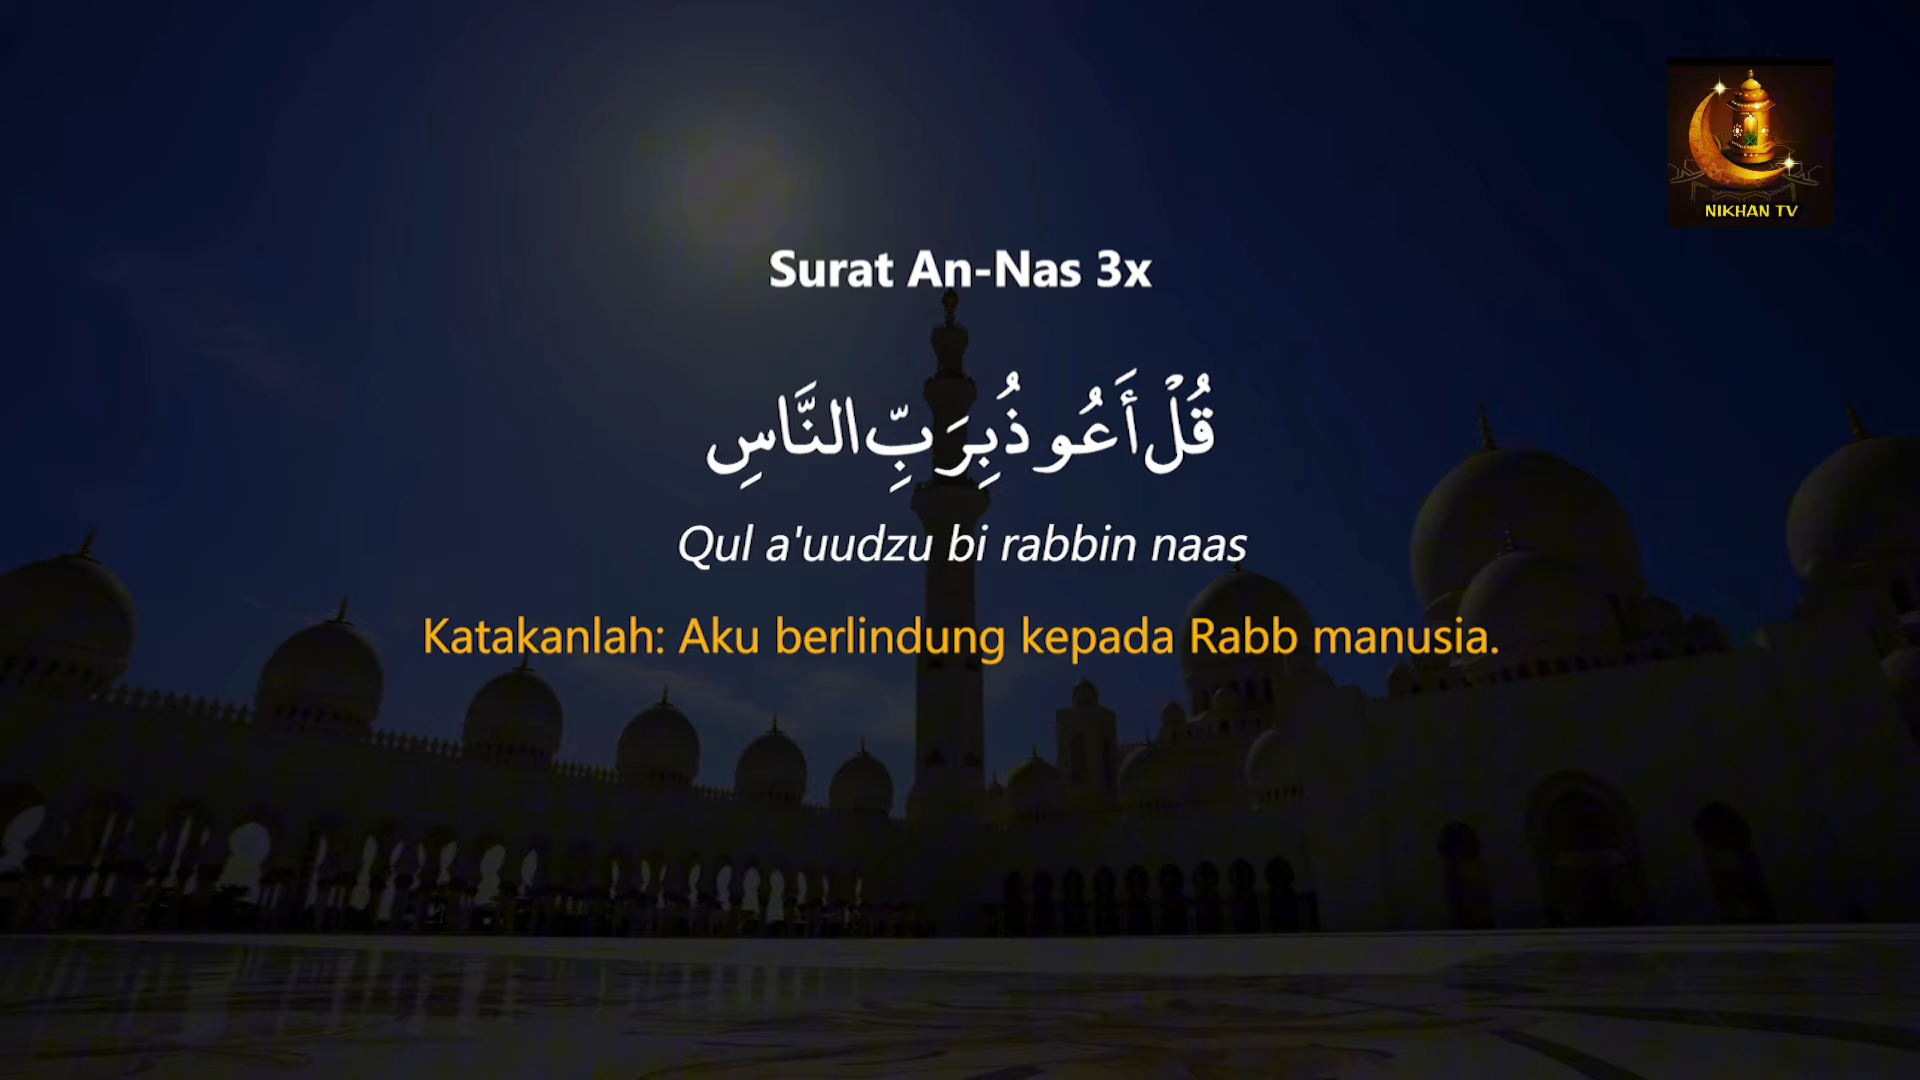 NIKHAN TV
Surat An-Nas 3x
قُلْ أَعُوذُ بِرَبِّ النَّاسِ
Qul a'uudzu bi rabbin naas
Katakanlah: Aku berlindung kepada Rabb manusia.